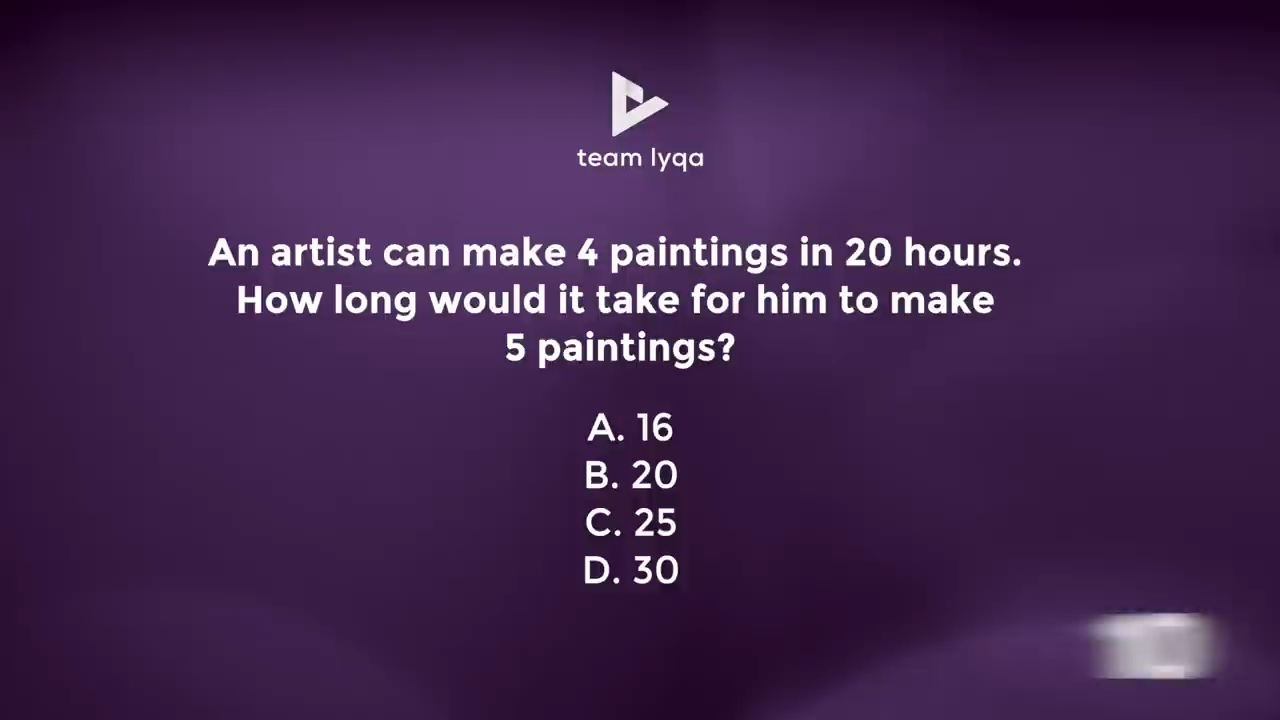 team lyqa
An artist can make 4 paintings in 20 hours.
How long would it take for him to make
5 paintings?
A. 16
B. 20
C. 25
D. 30